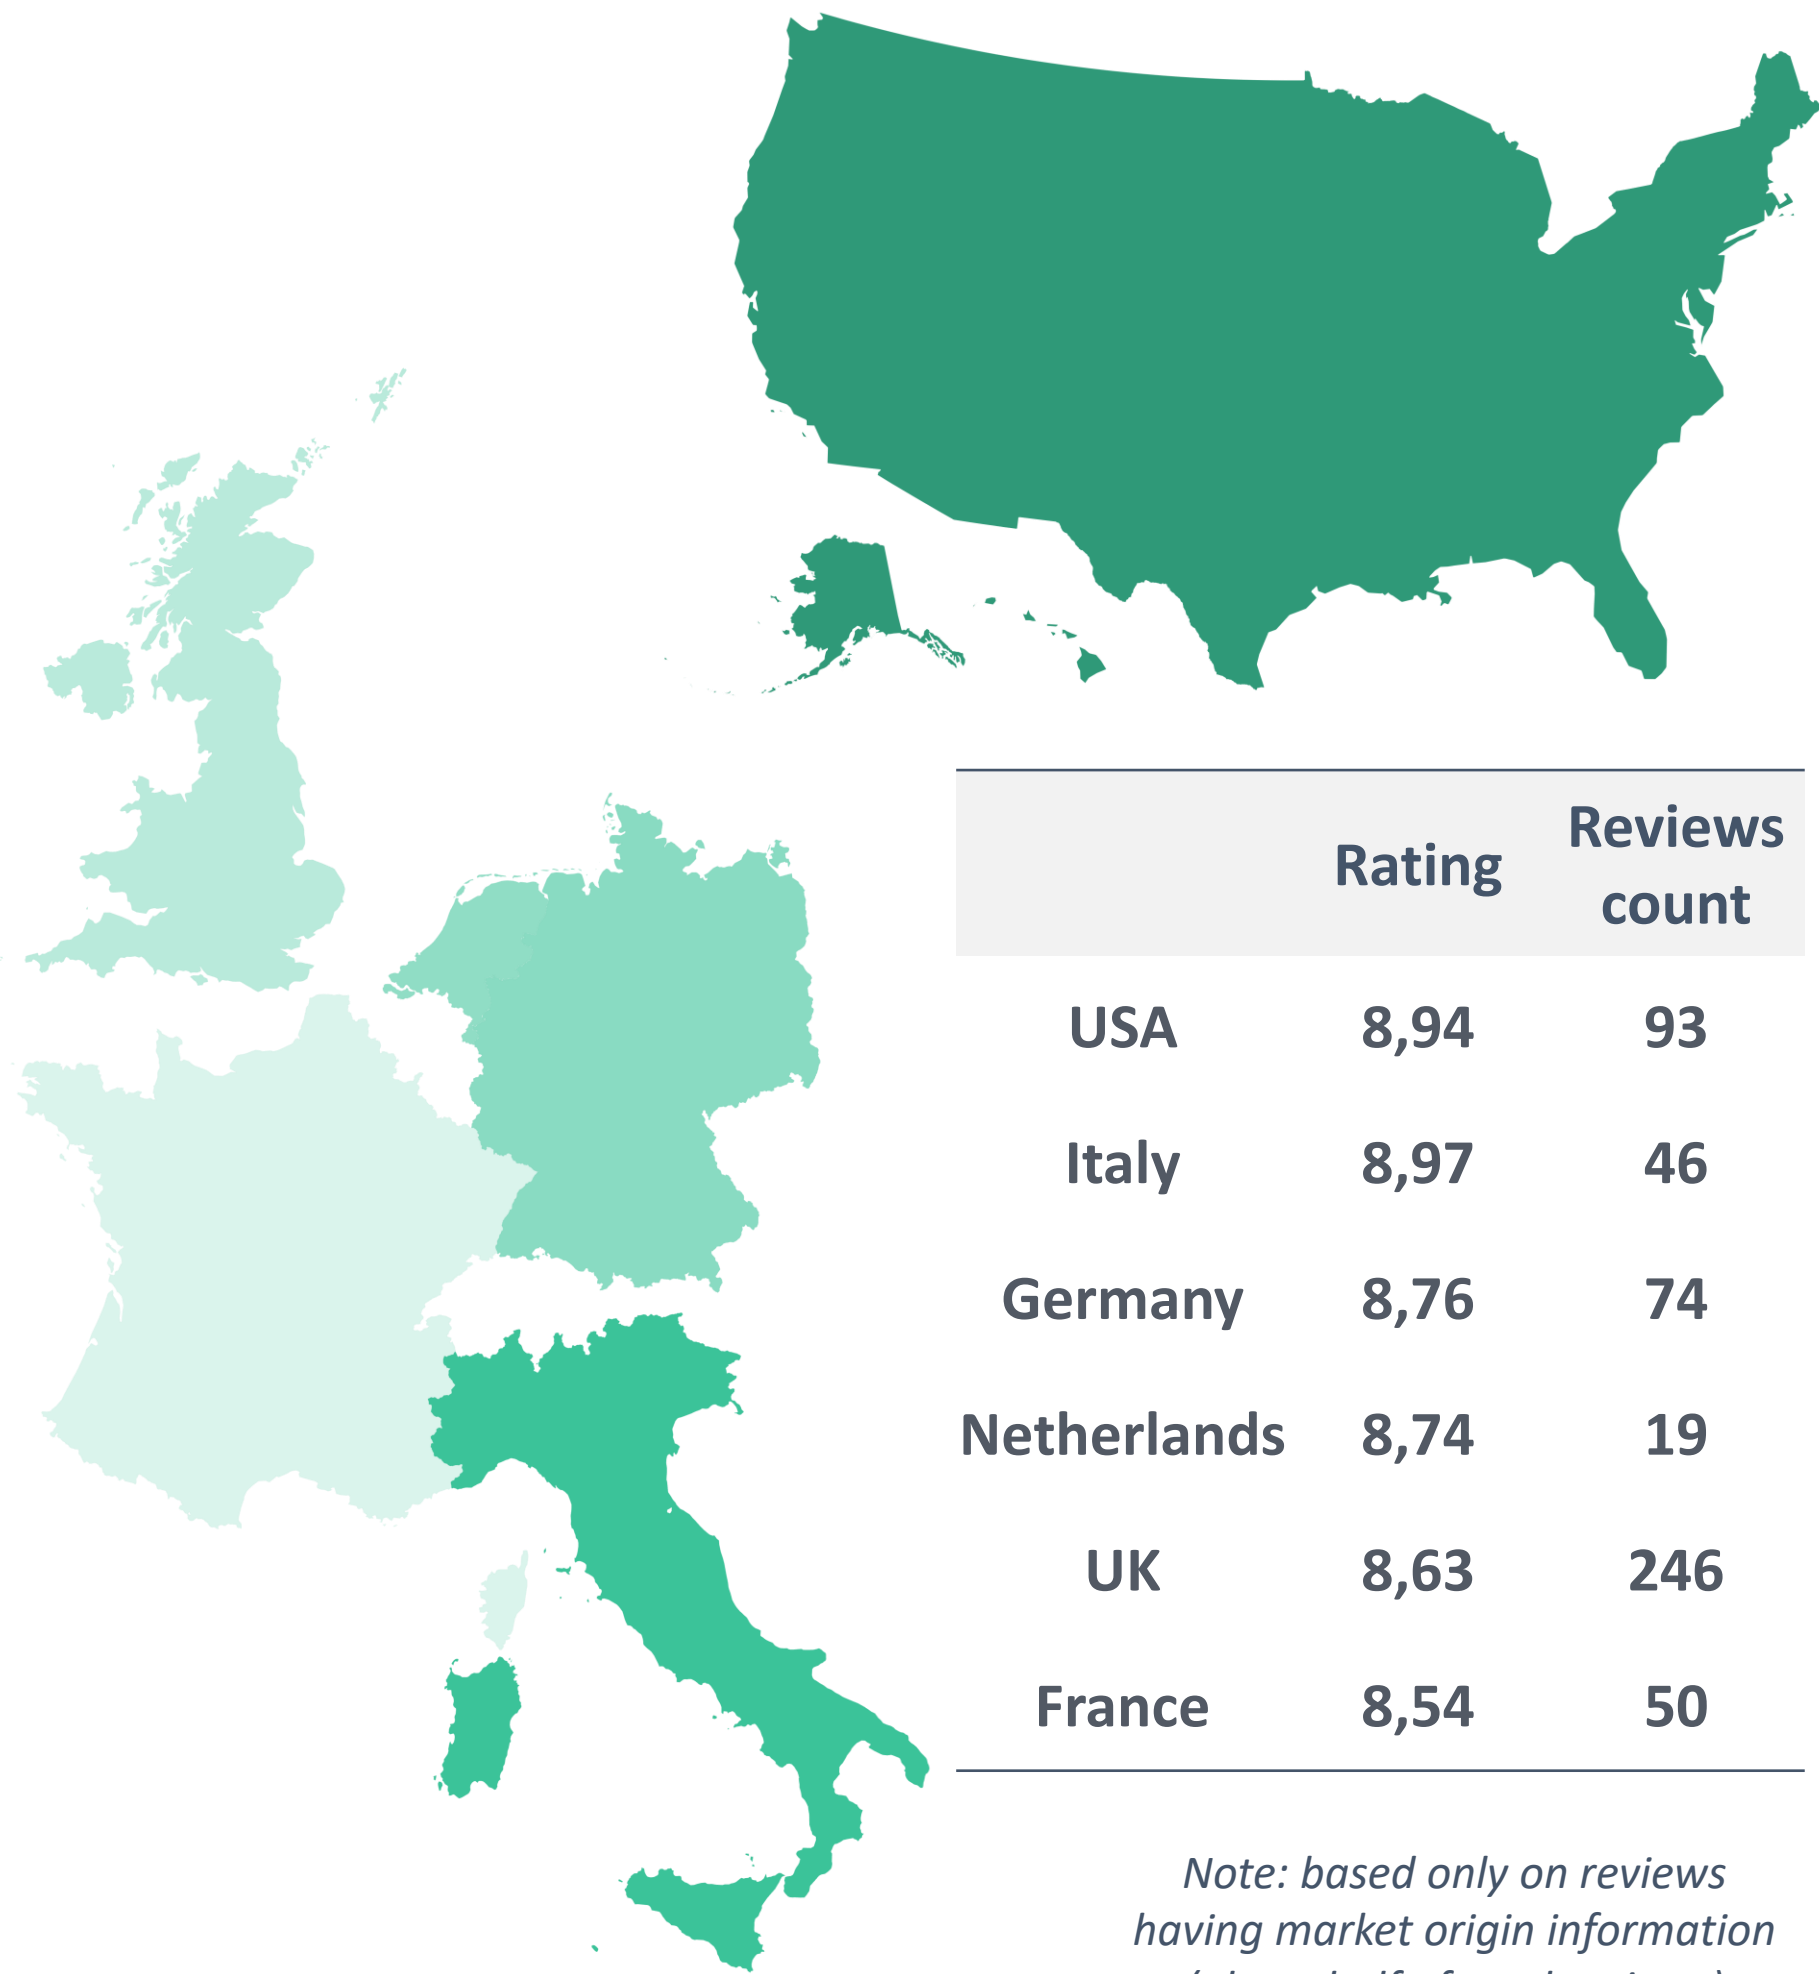 Rating Reviews count
USA 8,94 93
Italy 8,97 46
Germany 8,76 74
Netherlands 8,74 19
UK 8,63 246
France 8,54 50
Note: based only on reviews
having market origin information